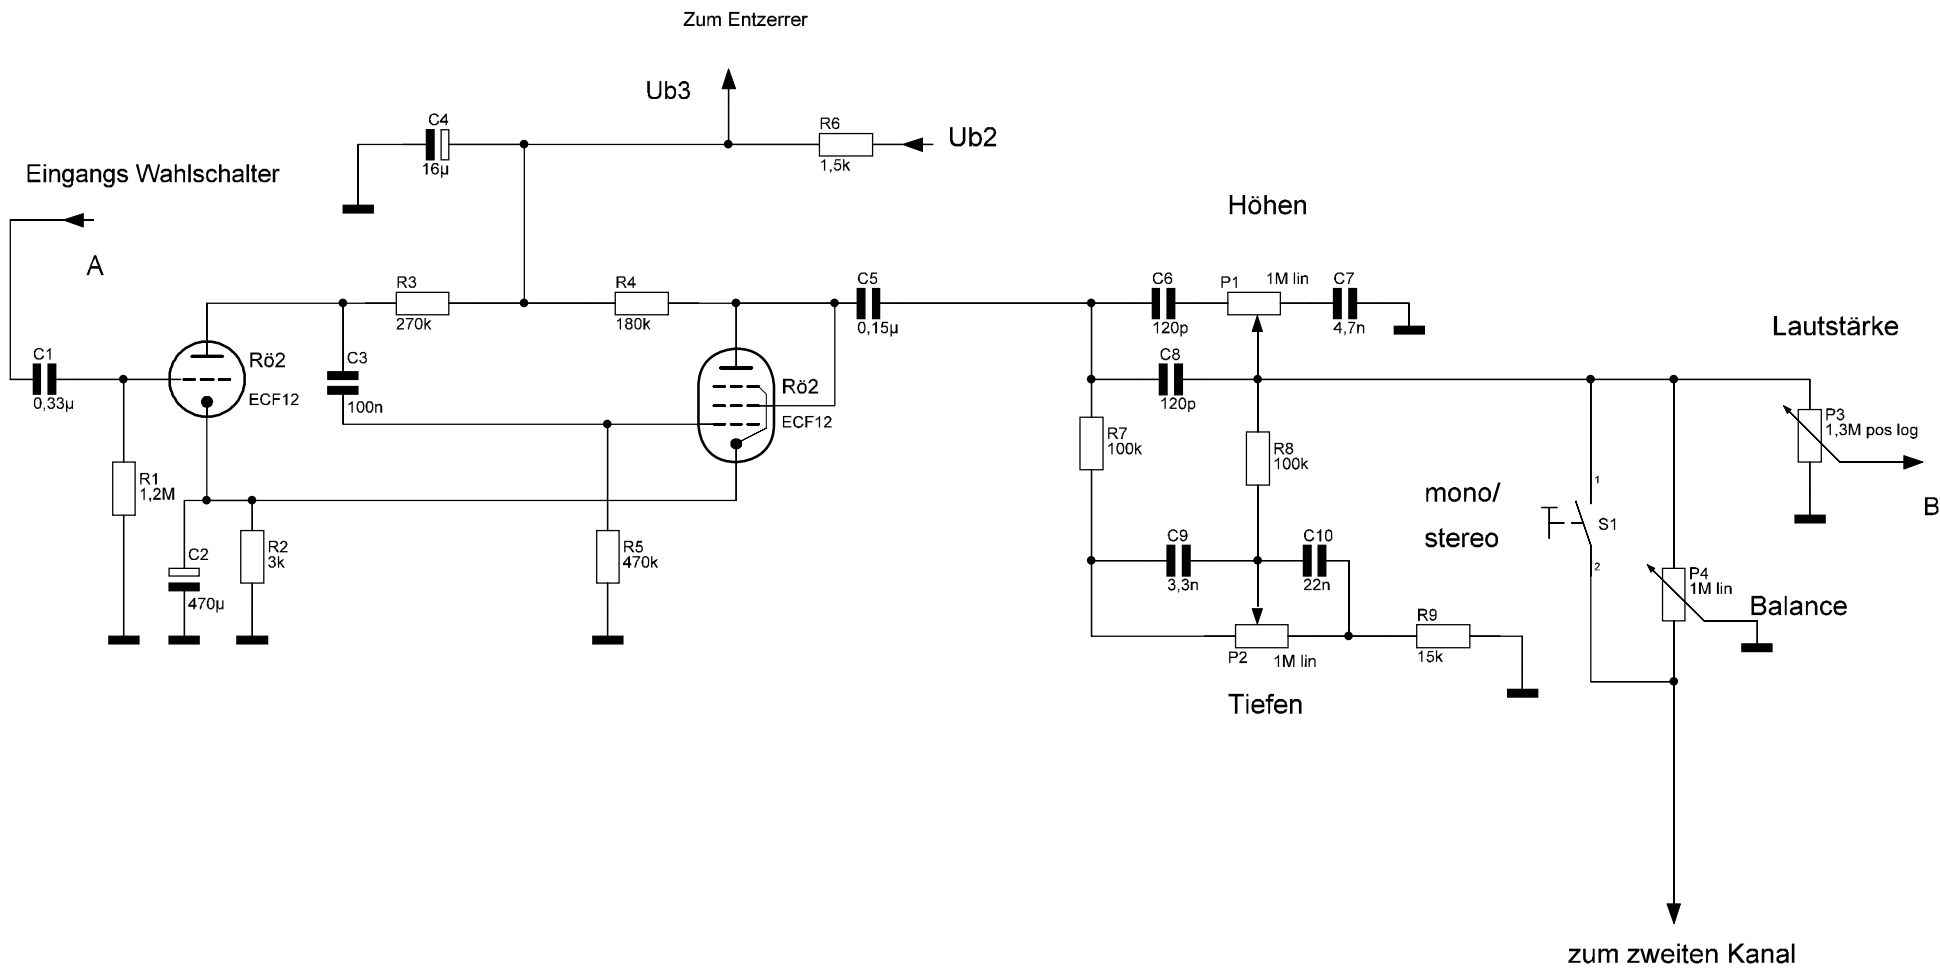 Zum Entzerrer
Ub3
C4
16µ
R6
1,5k
Ub2
Eingangs Wahlschalter
A
Höhen
R3
270k
R4
180k
C5
0,15µ
C6
120p
P1
1M lin
C7
4,7n
C1
0,33µ
Rö2
ECF12
C3
100n
Rö2
ECF12
C8
120p
Lautstärke
P3
1,3M pos log
B
R1
1,2M
R7
100k
R8
100k
mono/
stereo
1
S1
2
C2
470µ
R2
3k
R5
470k
C9
3,3n
C10
22n
P4
1M lin
Balance
P2
1M lin
R9
15k
Tiefen
zum zweiten Kanal